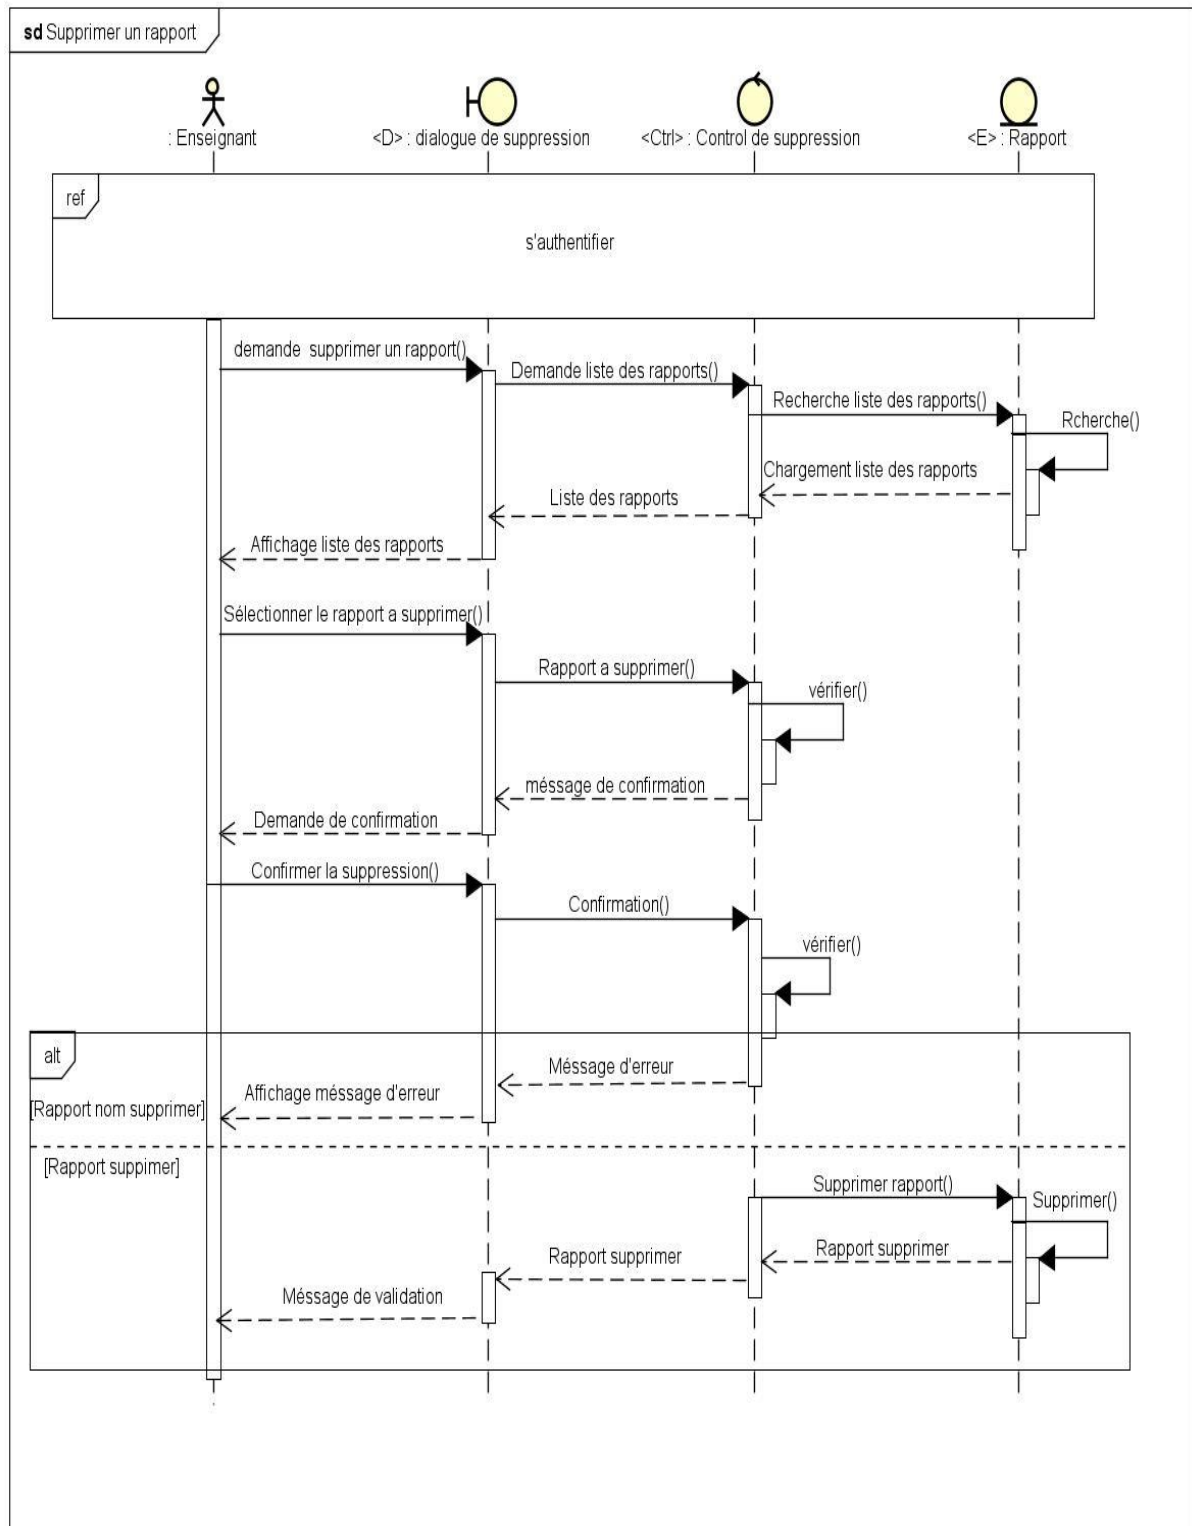 sd Supprimer un rapport
: Enseignant
<D> : dialogue de suppression
<Ctrl> : Control de suppression
<E> : Rapport
ref
s'authentifier
demande supprimer un rapport()
Demande liste des rapports()
Recherche liste des rapports()
Rcherche()
Chargement liste des rapports
Liste des rapports
Affichage liste des rapports
Sélectionner le rapport a supprimer()
Rapport a supprimer()
vérifier()
méssage de confirmation
Demande de confirmation
Confirmer la suppression()
Confirmation()
vérifier()
alt
Méssage d'erreur
Affichage méssage d'erreur
[Rapport nom supprimer]
[Rapport suppimer]
Supprimer rapport()
Supprimer()
Rapport supprimer
Rapport supprimer
Méssage de validation